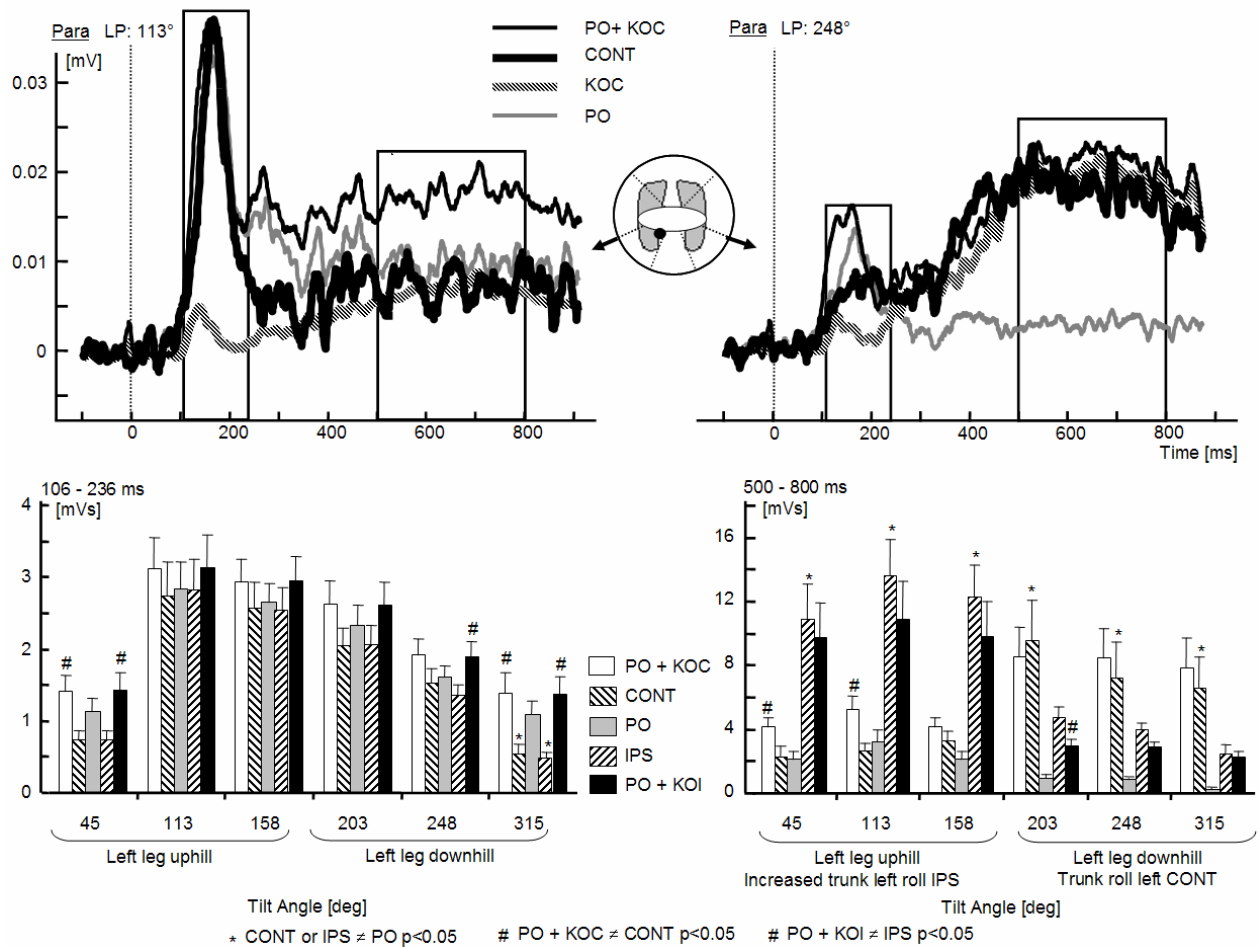 Para LP: 113°
[mV]
0.03
0.02
0.01
0
0 200 400 600 800
PO+ KOC
CONT
KOC
PO
Para LP: 248°
0 200 400 600 800
Time [ms]
106 - 236 ms
[mVs]
4
3
2
1
0
# # # # #
* *
45 113 158 203 248 315
Left leg uphill
Left leg downhill
PO + KOC
CONT
PO
IPS
PO + KOI
500 - 800 ms
[mVs]
16
12
8
4
0
# * # * * * # * *
45 113 158 203 248 315
Left leg uphill
Increased trunk left roll IPS
Left leg downhill
Trunk roll left CONT
Tilt Angle [deg]
Tilt Angle [deg]
* CONT or IPS ≠ PO p<0.05 # PO + KOC ≠ CONT p<0.05 # PO + KOI ≠ IPS p<0.05